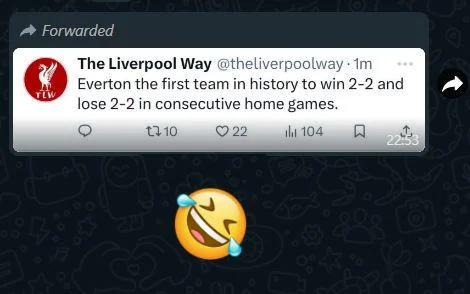 Forwarded
The Liverpool Way @theliverpoolway · 1m
Everton the first team in history to win 2-2 and
lose 2-2 in consecutive home games.
10 22 104
22:53
TLW